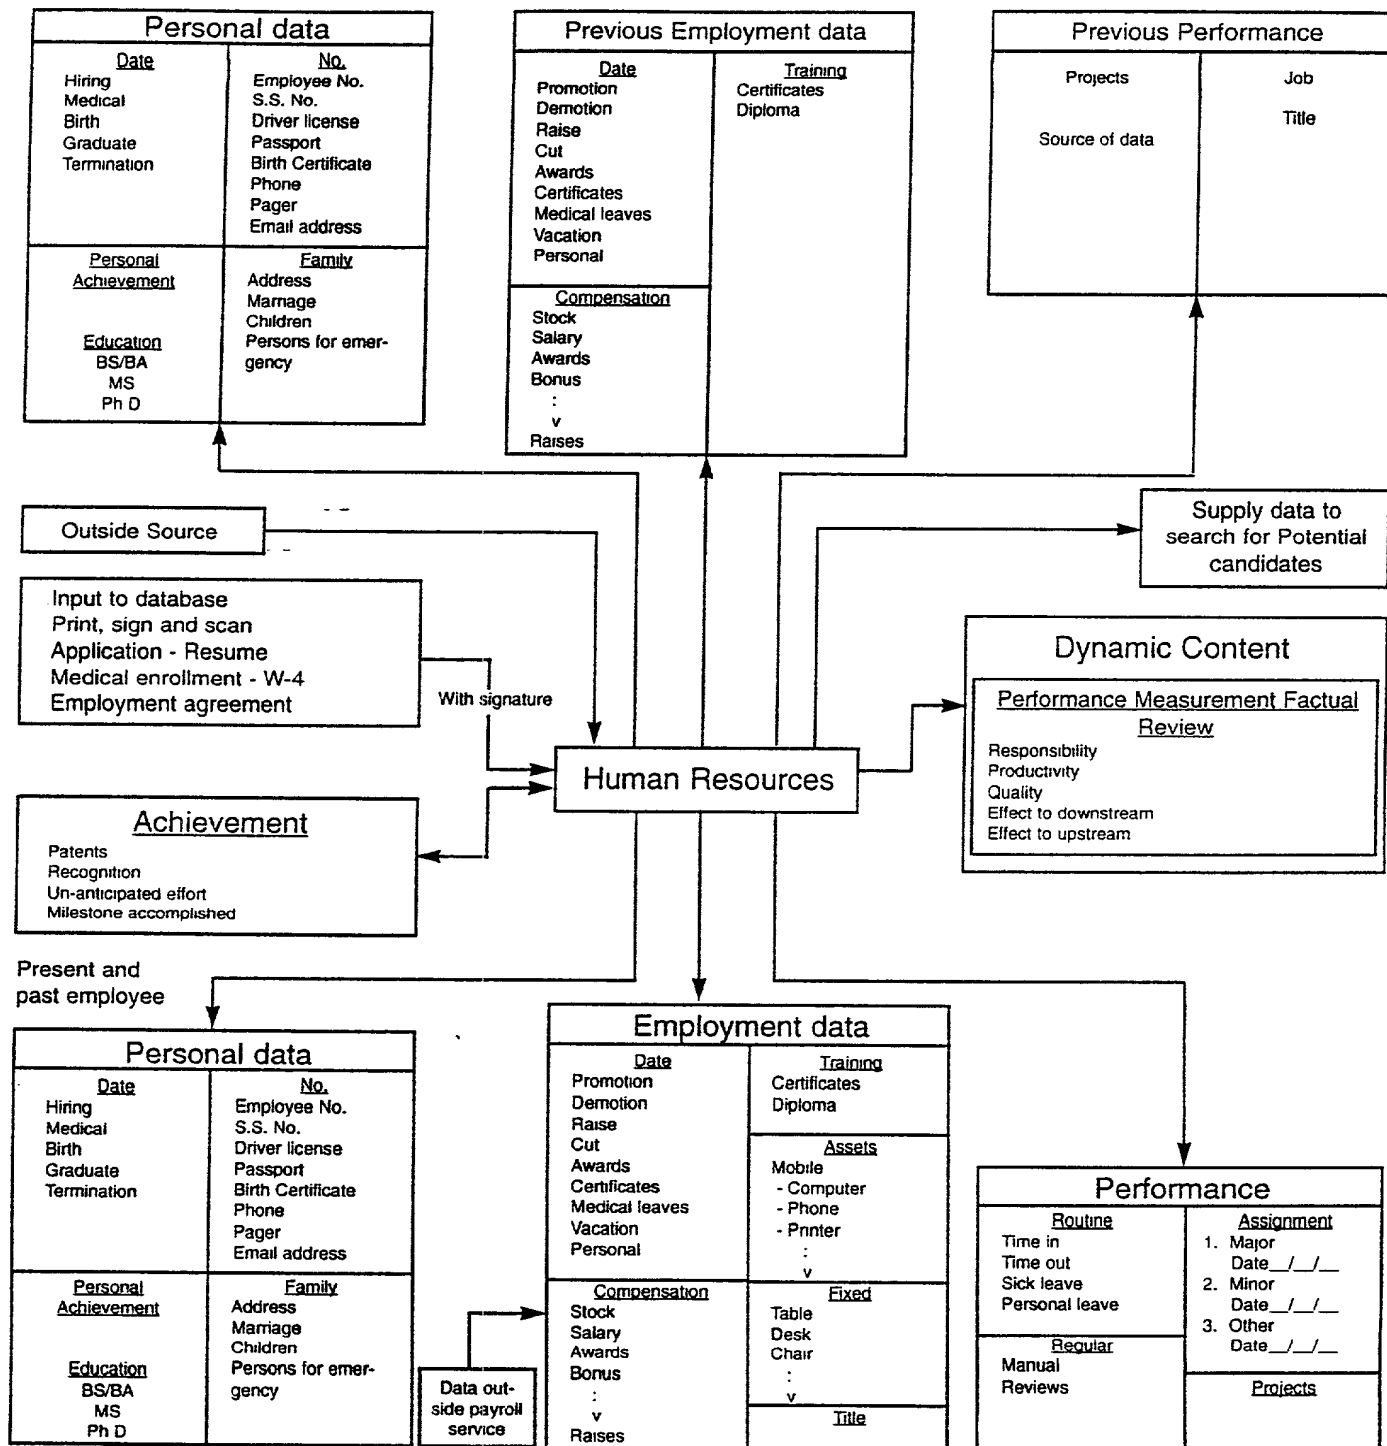 Personal data
Date
Hiring
Medical
Birth
Graduate
Termination
No.
Employee No.
S.S. No.
Driver license
Passport
Birth Certificate
Phone
Pager
Email address
Personal
Achievement
Education
BS/BA
MS
Ph D
Family
Address
Marriage
Children
Persons for emer-
gency
Previous Employment data
Date
Promotion
Demotion
Raise
Cut
Awards
Certificates
Medical leaves
Vacation
Personal
Compensation
Stock
Salary
Awards
Bonus
:
v
Raises
Training
Certificates
Diploma
Previous Performance
Projects
Source of data
Job
Title
Outside Source
Supply data to
search for Potential
candidates
Input to database
Print, sign and scan
Application - Resume
Medical enrollment - W-4
Employment agreement
With signature
Dynamic Content
Performance Measurement Factual
Review
Responsibility
Productivity
Quality
Effect to downstream
Effect to upstream
Human Resources
Achievement
Patents
Recognition
Un-anticipated effort
Milestone accomplished
Present and
past employee
Personal data
Date
Hiring
Medical
Birth
Graduate
Termination
No.
Employee No.
S.S. No.
Driver license
Passport
Birth Certificate
Phone
Pager
Email address
Personal
Achievement
Education
BS/BA
MS
Ph D
Family
Address
Marriage
Children
Persons for emer-
gency
Data out-
side payroll
service
Employment data
Date
Promotion
Demotion
Raise
Cut
Awards
Certificates
Medical leaves
Vacation
Personal
Compensation
Stock
Salary
Awards
Bonus
:
v
Raises
Training
Certificates
Diploma
Assets
Mobile
- Computer
- Phone
- Printer
:
v
Fixed
Table
Desk
Chair
:
v
Title
Performance
Routine
Time in
Time out
Sick leave
Personal leave
Regular
Manual
Reviews
Assignment
1. Major
Date__/__/__
2. Minor
Date__/__/__
3. Other
Date__/__/__
Projects